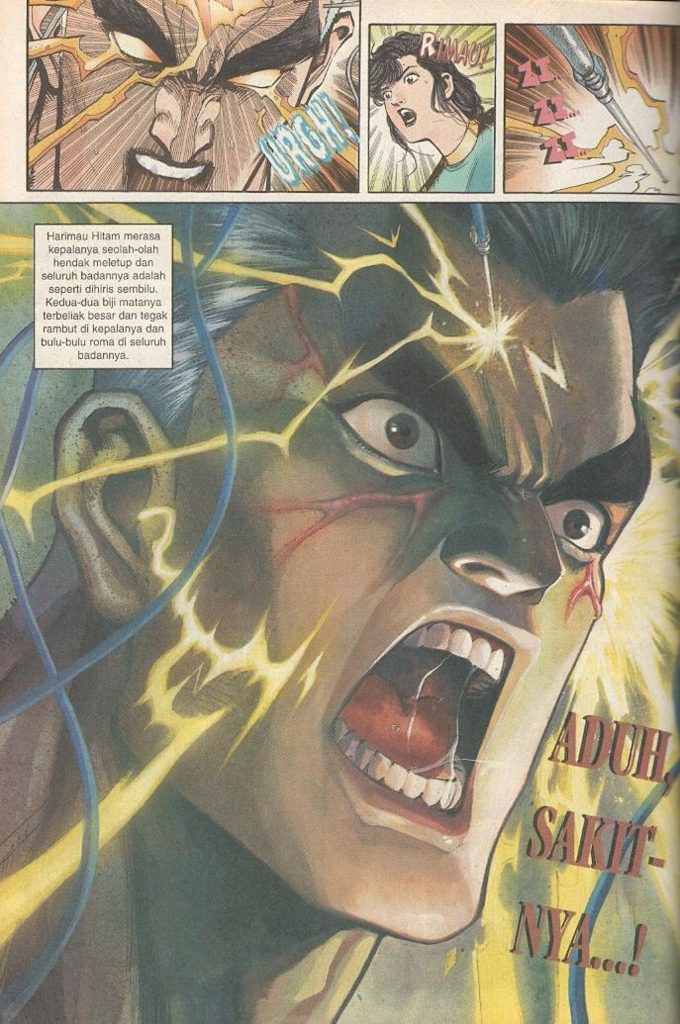 URGH!
RIMAU!
ZZ
ZZ...
ZZ...
Harimau Hitam merasa
kepalanya seolah-olah
hendak meletup dan
seluruh badannya adalah
seperti dihiris sembilu.
Kedua-dua biji matanya
terbeliak besar dan tegak
rambut di kepalanya dan
bulu-bulu roma di seluruh
badannya.
ADUH,
SAKIT-
NYA....!